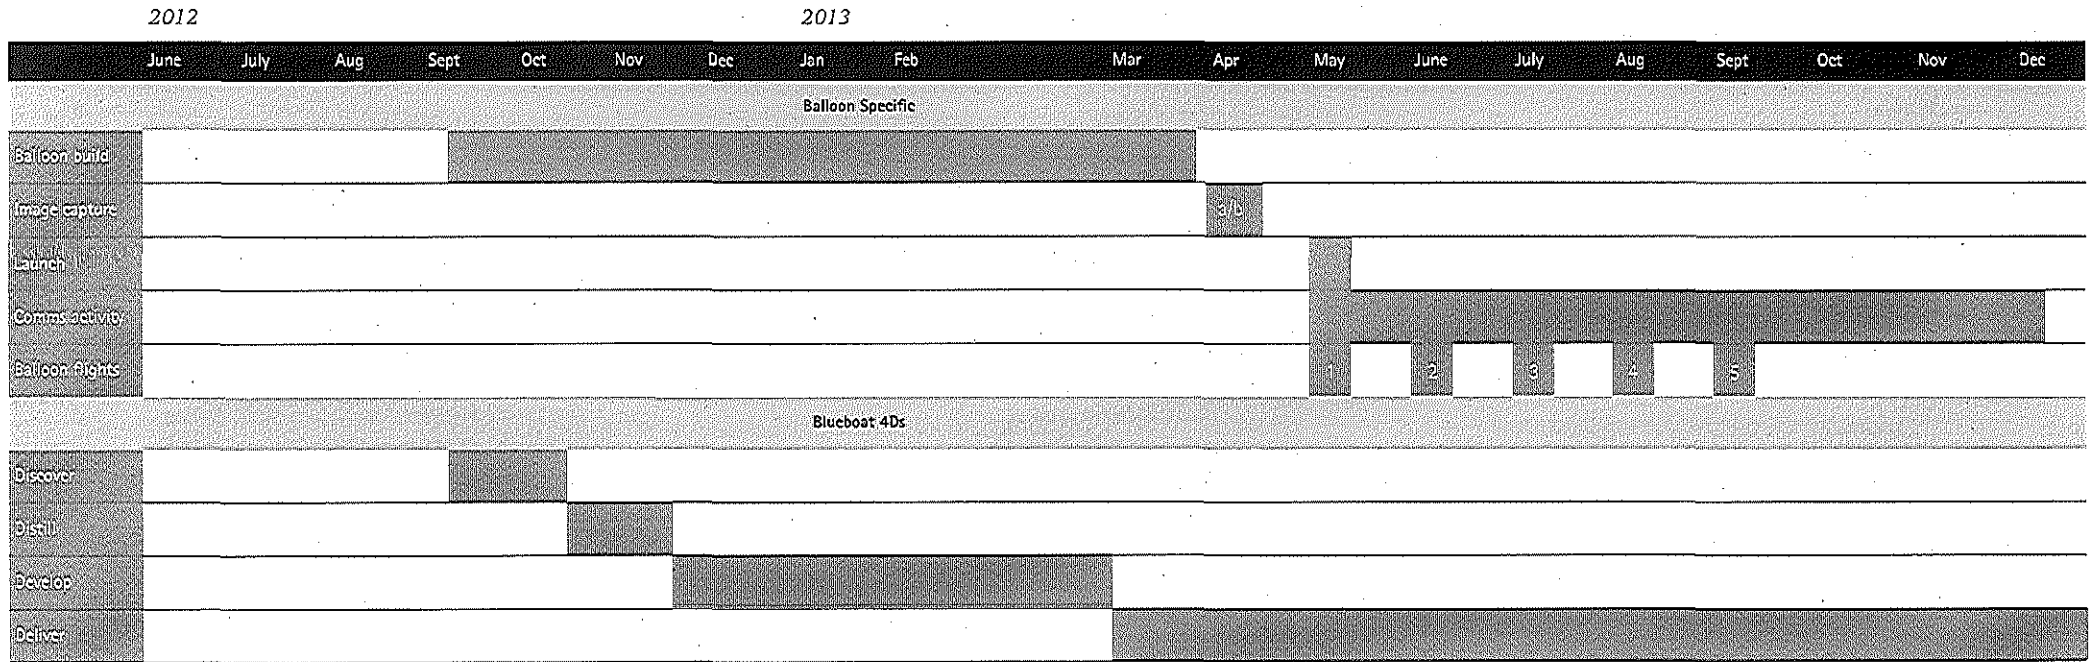 2012 2013
June July Aug Sept Oct Nov Dec Jan Feb Mar Apr May June July Aug Sept Oct Nov Dec
Balloon Specific
Balloon build
Image capture a/b
Launch
Comms activity
Balloon flights 1 2 3 4 5
Blueboat 4Ds
Discover
Distill
Develop
Deliver